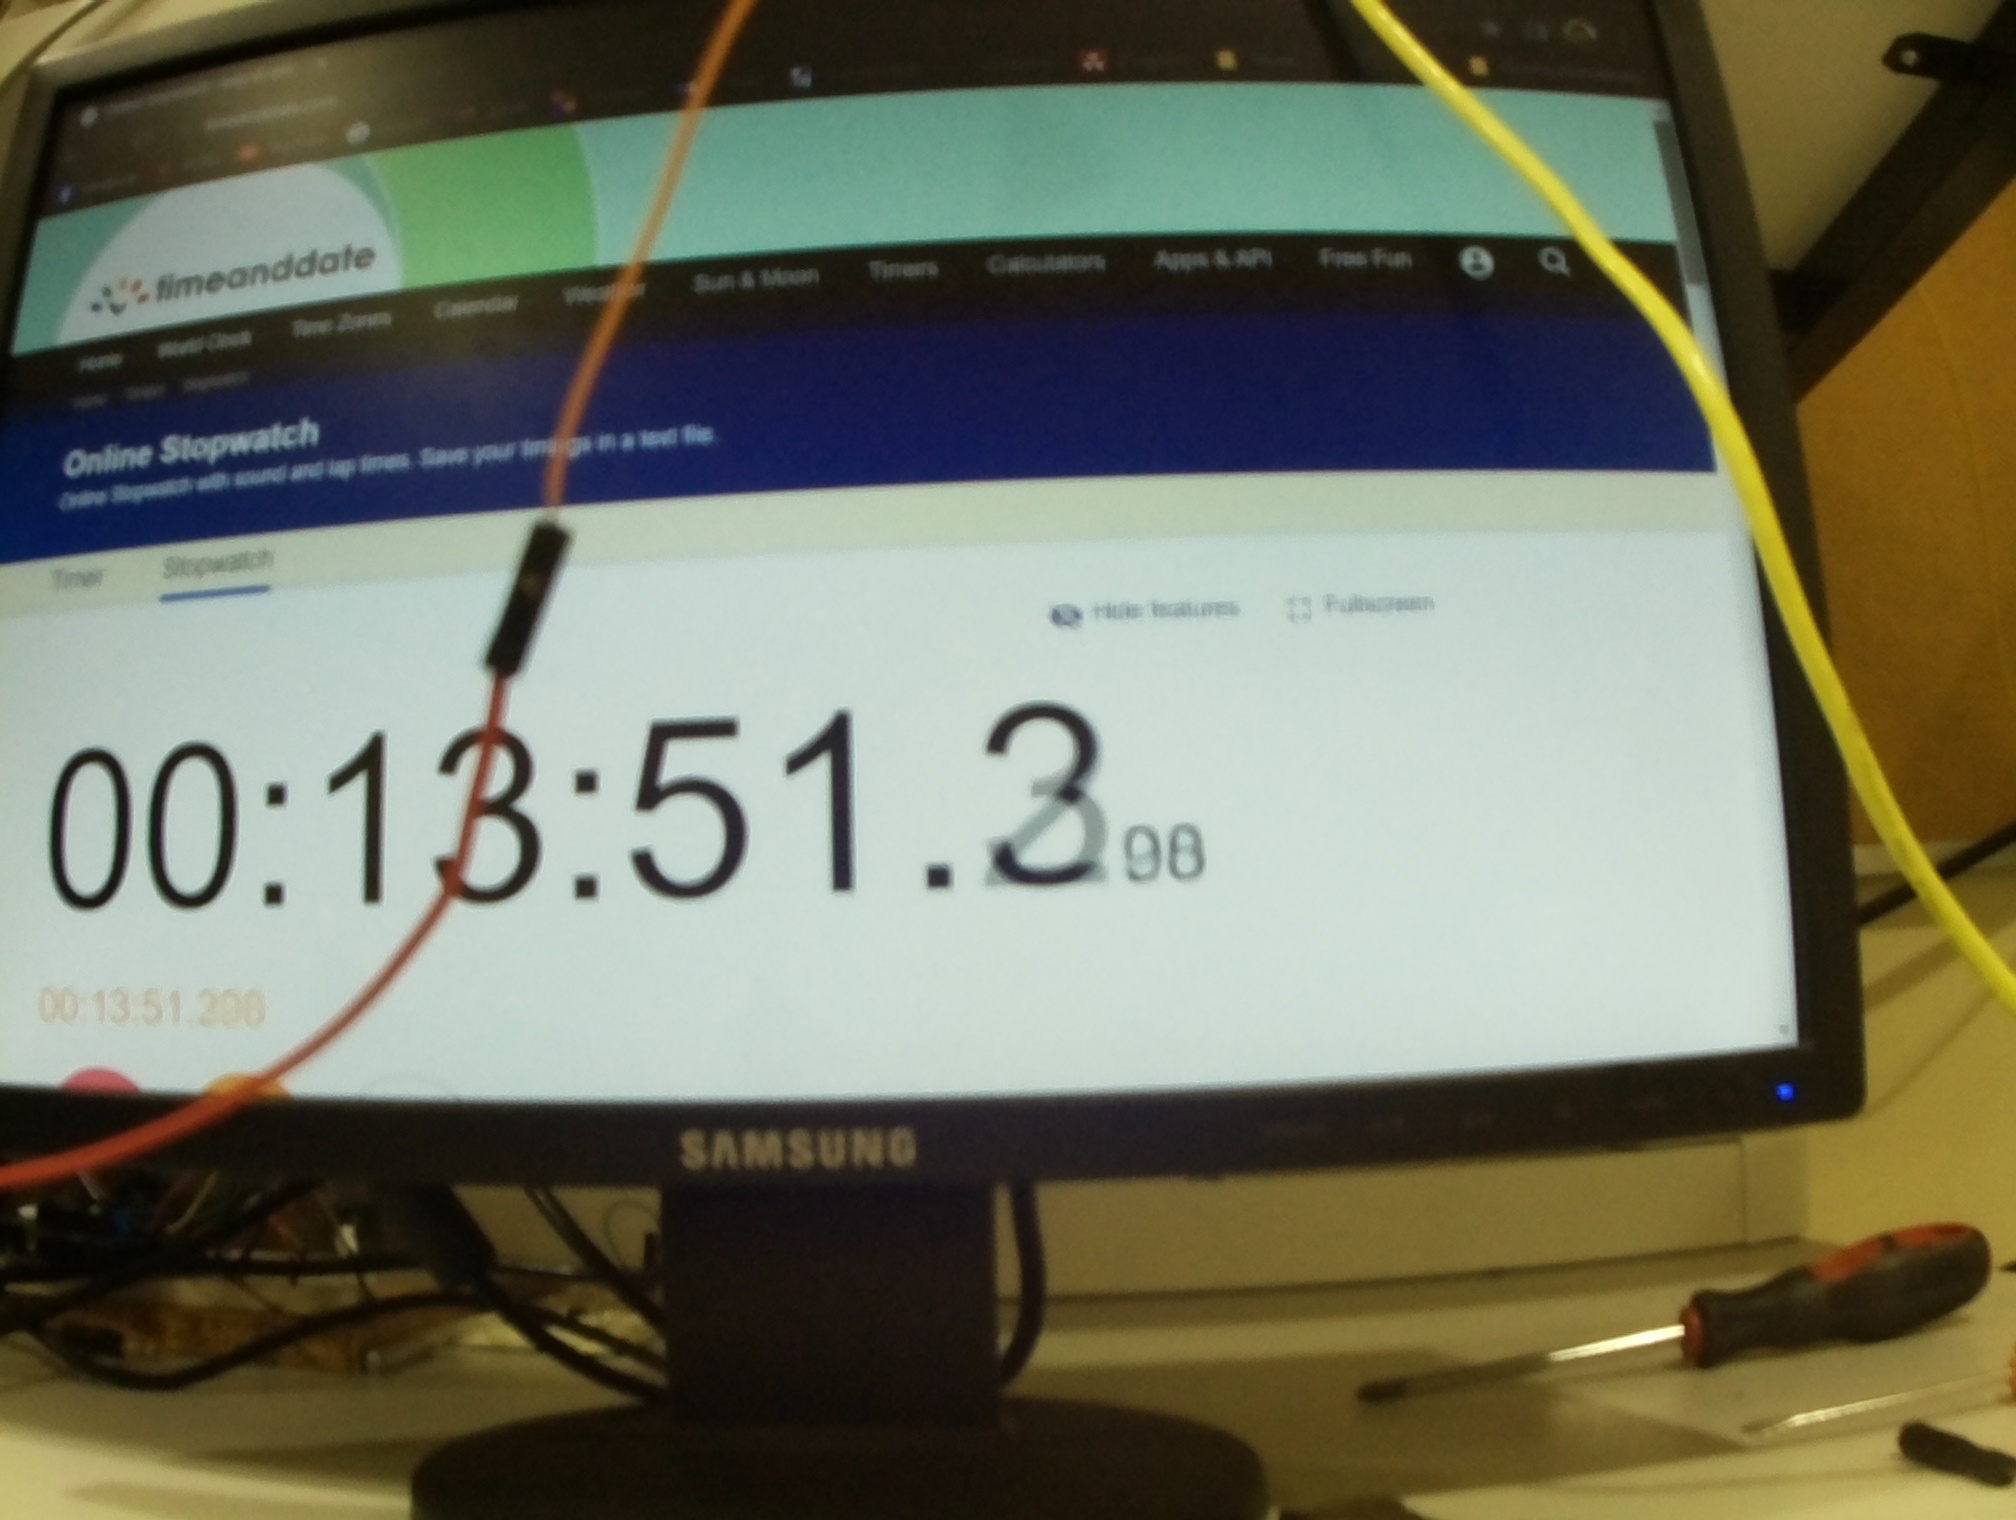 timeanddate
Home World Clock Time Zones Calendar Weather Sun & Moon Timers Calculators Apps & API Free Fun
Online Stopwatch
Online Stopwatch with sound and lap times. Save your timings in a text file.
Timer Stopwatch
Hide features Fullscreen
00:13:51.3
00:13:51
SAMSUNG